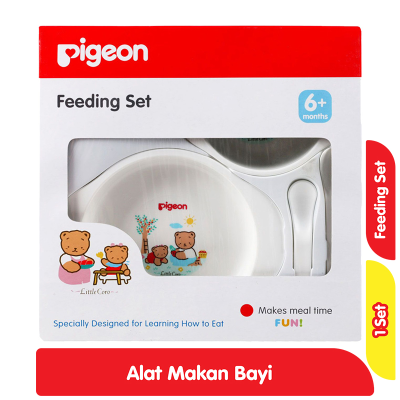 pigeon
Feeding Set
6+
months
pigeon
Little Coro
Little Coro
Makes meal time
FUN!
Specially Designed for Learning How to Eat
Feeding Set
1 Set
Alat Makan Bayi